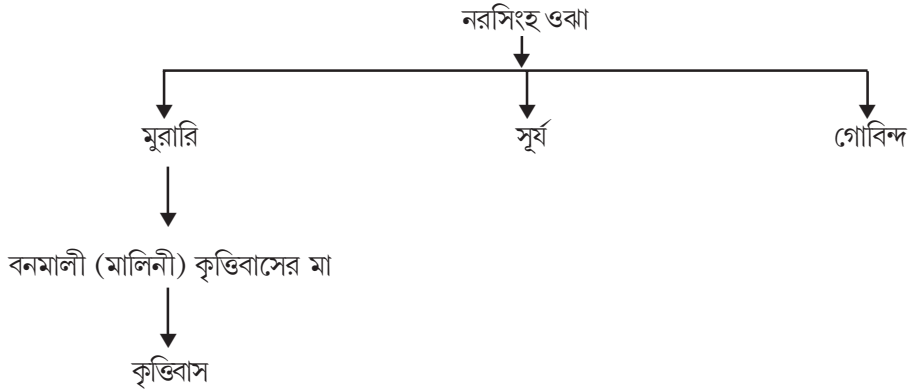 নরসিংহ ওঝা
মুরারি সূর্য গোবিন্দ
বনমালী (মালিনী) কৃত্তিবাসের মা
কৃত্তিবাস